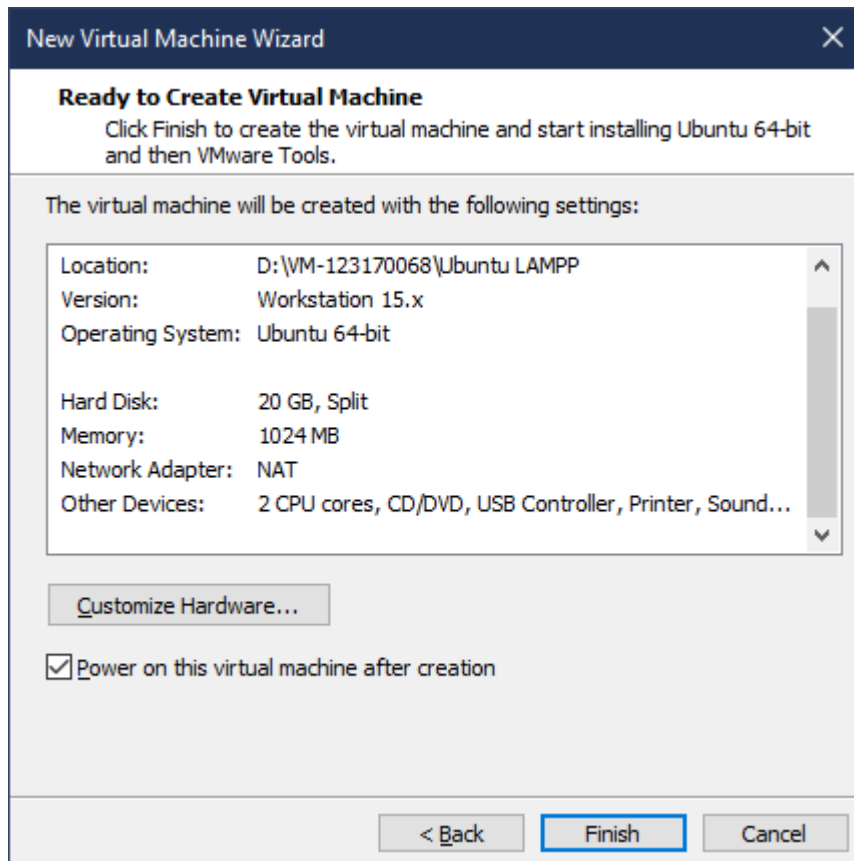 New Virtual Machine Wizard
Ready to Create Virtual Machine
Click Finish to create the virtual machine and start installing Ubuntu 64-bit
and then VMware Tools.
The virtual machine will be created with the following settings:
Location: D:\VM-123170068\Ubuntu LAMPP
Version: Workstation 15.x
Operating System: Ubuntu 64-bit
Hard Disk: 20 GB, Split
Memory: 1024 MB
Network Adapter: NAT
Other Devices: 2 CPU cores, CD/DVD, USB Controller, Printer, Sound...
Customize Hardware...
Power on this virtual machine after creation
< Back Finish Cancel